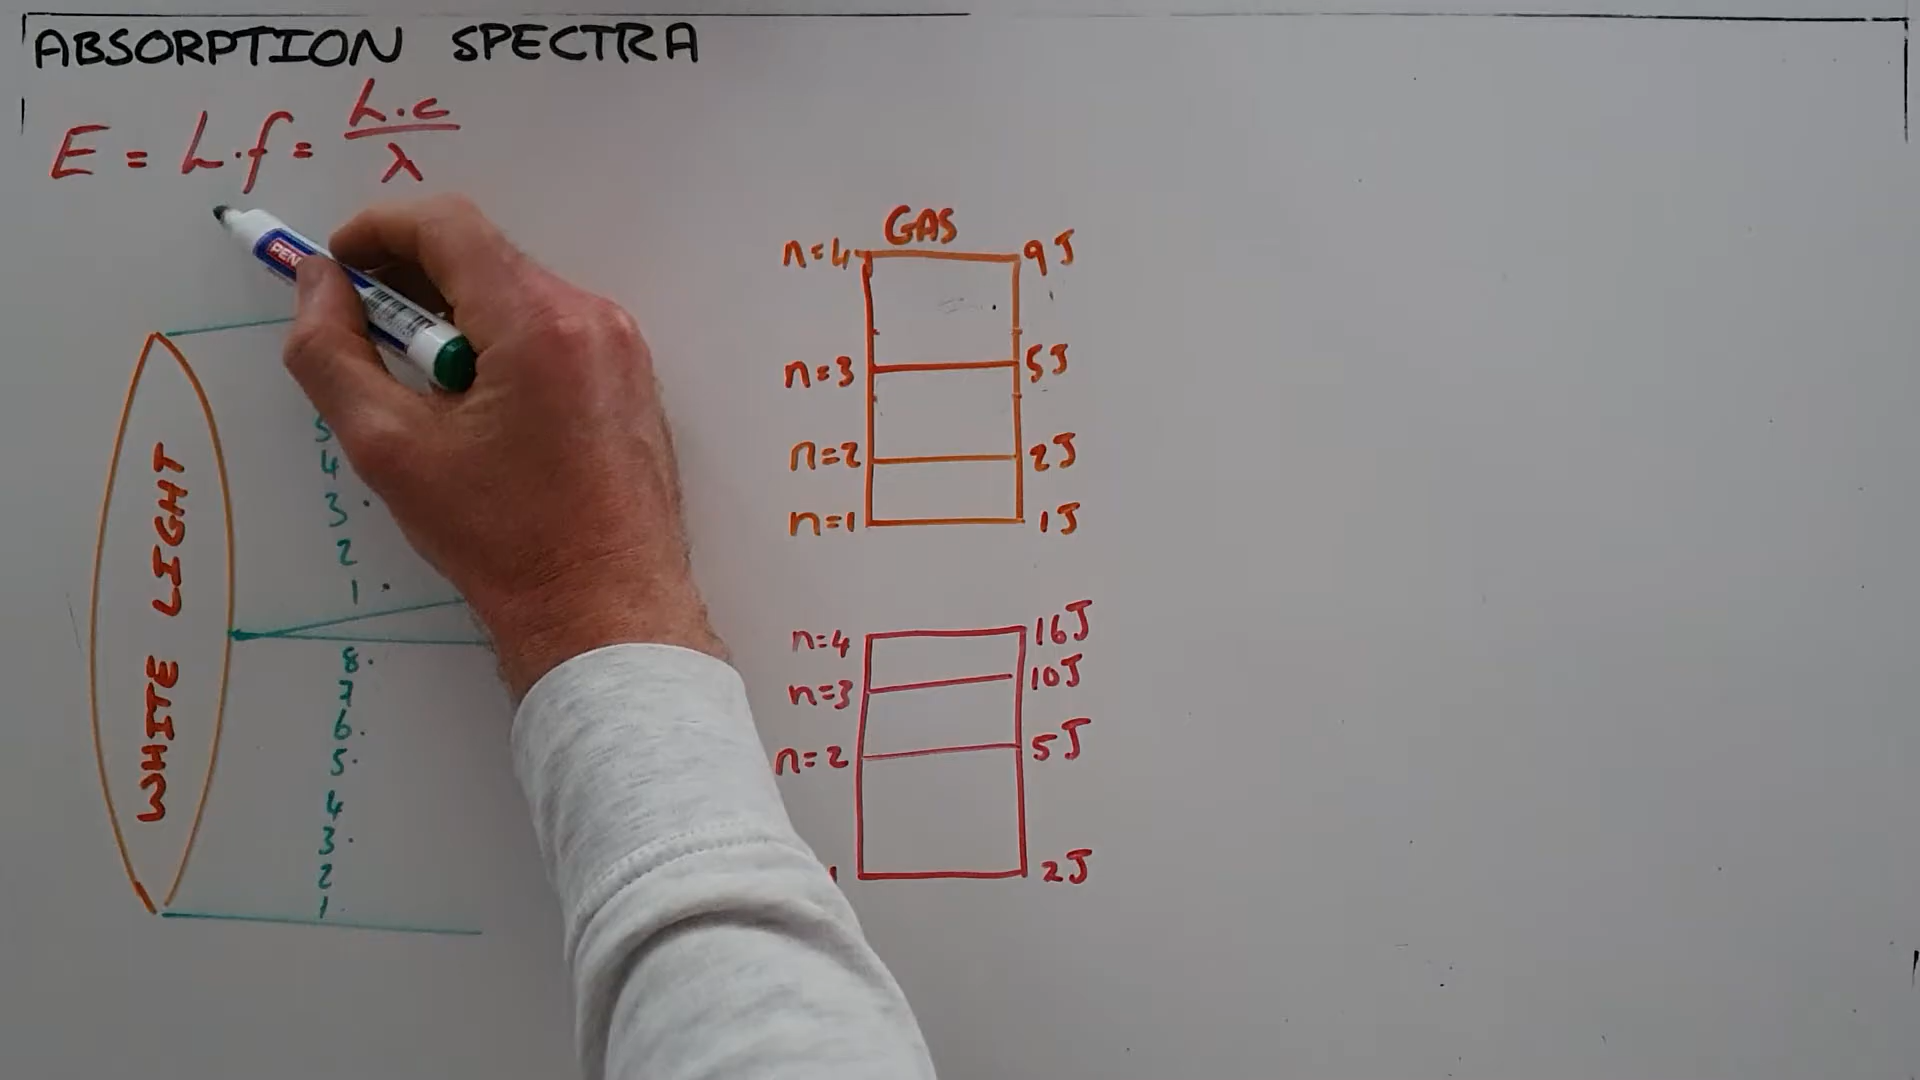 ABSORPTION SPECTRA
E = h.f = h.c / λ
PEN
GAS
n=4 9J
n=3 5J
n=2 2J
n=1 1J
WHITE LIGHT
5
4
3
2
1
8
7
6
5
4
3
2
1
n=4 16J
n=3 10J
n=2 5J
1 2J